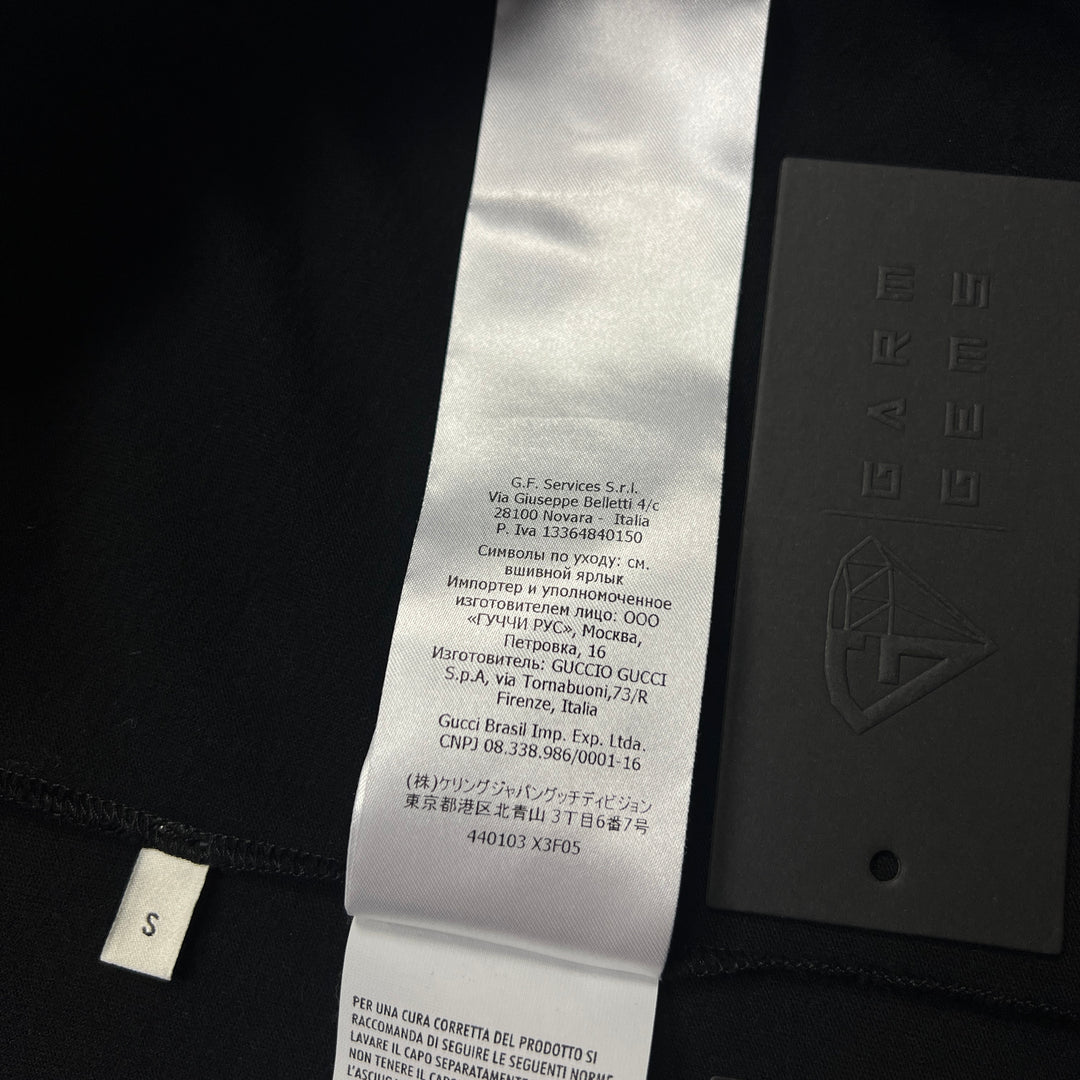 G.F. Services S.r.l.
Via Giuseppe Belletti 4/c
28100 Novara - Italia
P. Iva 13364840150
Символы по уходу: см.
вшивной ярлык
Импортер и уполномоченное
изготовителем лицо: ООО
«ГУЧЧИ РУС», Москва,
Петровка, 16
Изготовитель: GUCCIO GUCCI
S.p.A, via Tornabuoni,73/R
Firenze, Italia
Gucci Brasil Imp. Exp. Ltda.
CNPJ 08.338.986/0001-16
(株)ケリングジャパングッチディビジョン
東京都港区北青山 3丁目6番7号
440103 X3F05
S
PER UNA CURA CORRETTA DEL PRODOTTO SI
RACCOMANDA DI SEGUIRE LE SEGUENTI NORME
LAVARE IL CAPO SEPARATAMENTE
NON TENERE IL CAPO
GARE
GEMS